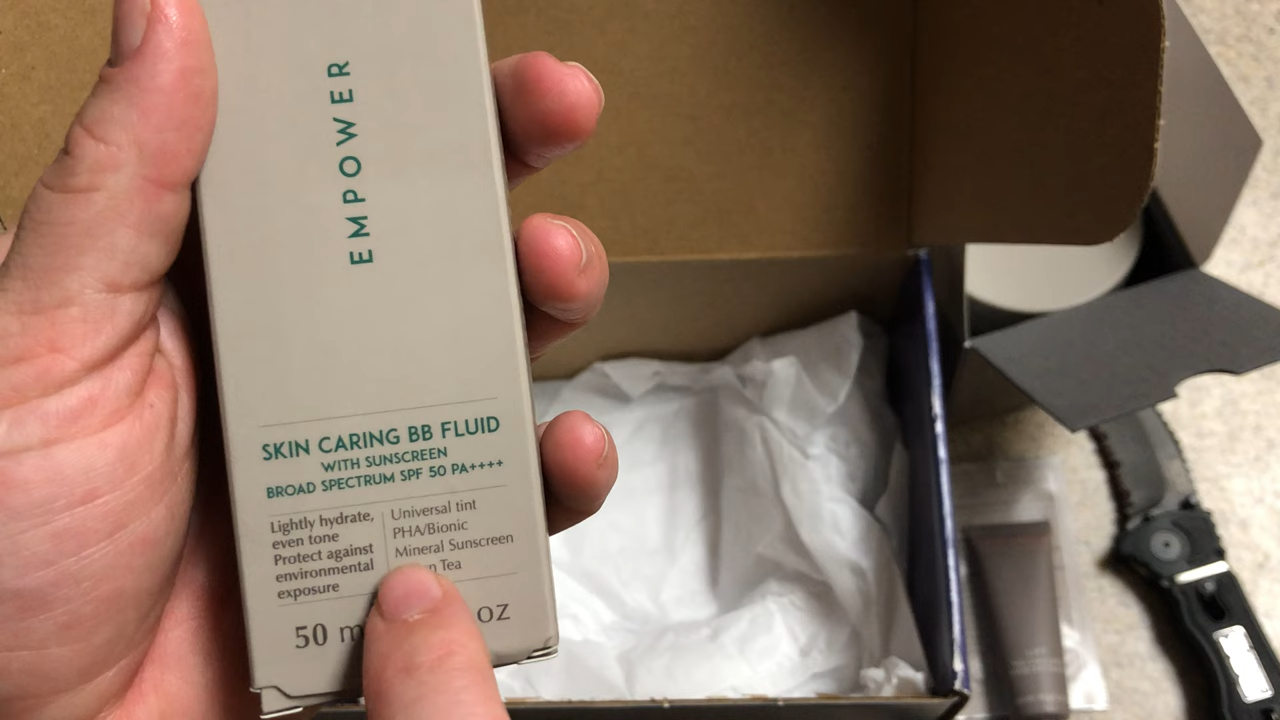 EMPOWER
SKIN CARING BB FLUID
WITH SUNSCREEN
BROAD SPECTRUM SPF 50 PA++++
Lightly hydrate,
even tone
Protect against
environmental
exposure
Universal tint
PHA/Bionic
Mineral Sunscreen
Tea
50
OZ